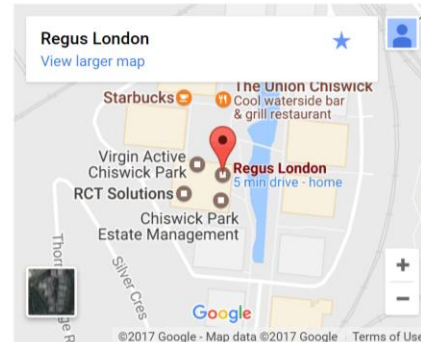 Regus London
View larger map
The Union Chiswick
Cool waterside bar
& grill restaurant
Starbucks
Virgin Active
Chiswick Park
Regus London
5 min drive - home
RCT Solutions
Chiswick Park
Estate Management
Silver Cres
+
−
Google
©2017 Google - Map data ©2017 Google Terms of Use